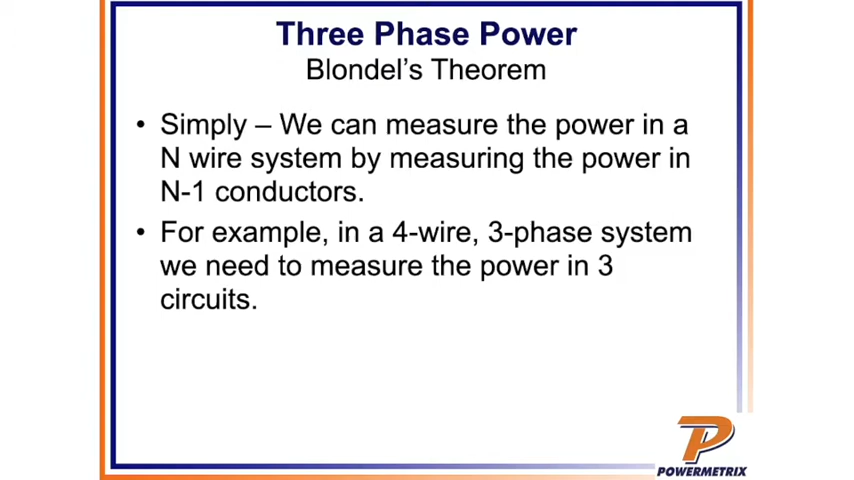 Three Phase Power
Blondel's Theorem
• Simply – We can measure the power in a
N wire system by measuring the power in
N-1 conductors.
• For example, in a 4-wire, 3-phase system
we need to measure the power in 3
circuits.
P
POWERMETRIX